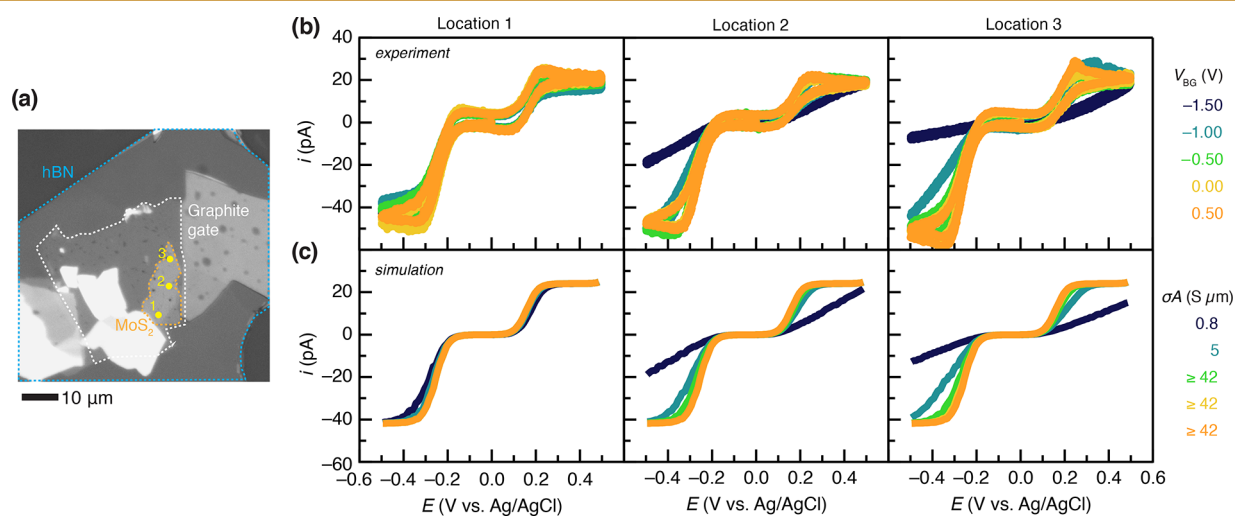 (a)
hBN
Graphite
gate
3
2
1
MoS₂
10 µm
(b)
Location 1
Location 2
Location 3
experiment
40
20
0
−20
−40
i (pA)
V_BG (V)
−1.50
−1.00
−0.50
0.00
0.50
(c)
simulation
20
0
−20
−40
−60
i (pA)
σA (S µm)
0.8
5
≥ 42
≥ 42
≥ 42
−0.6 −0.4 −0.2 0.0 0.2 0.4
−0.4 −0.2 0.0 0.2 0.4
−0.4 −0.2 0.0 0.2 0.4 0.6
E (V vs. Ag/AgCl)
E (V vs. Ag/AgCl)
E (V vs. Ag/AgCl)